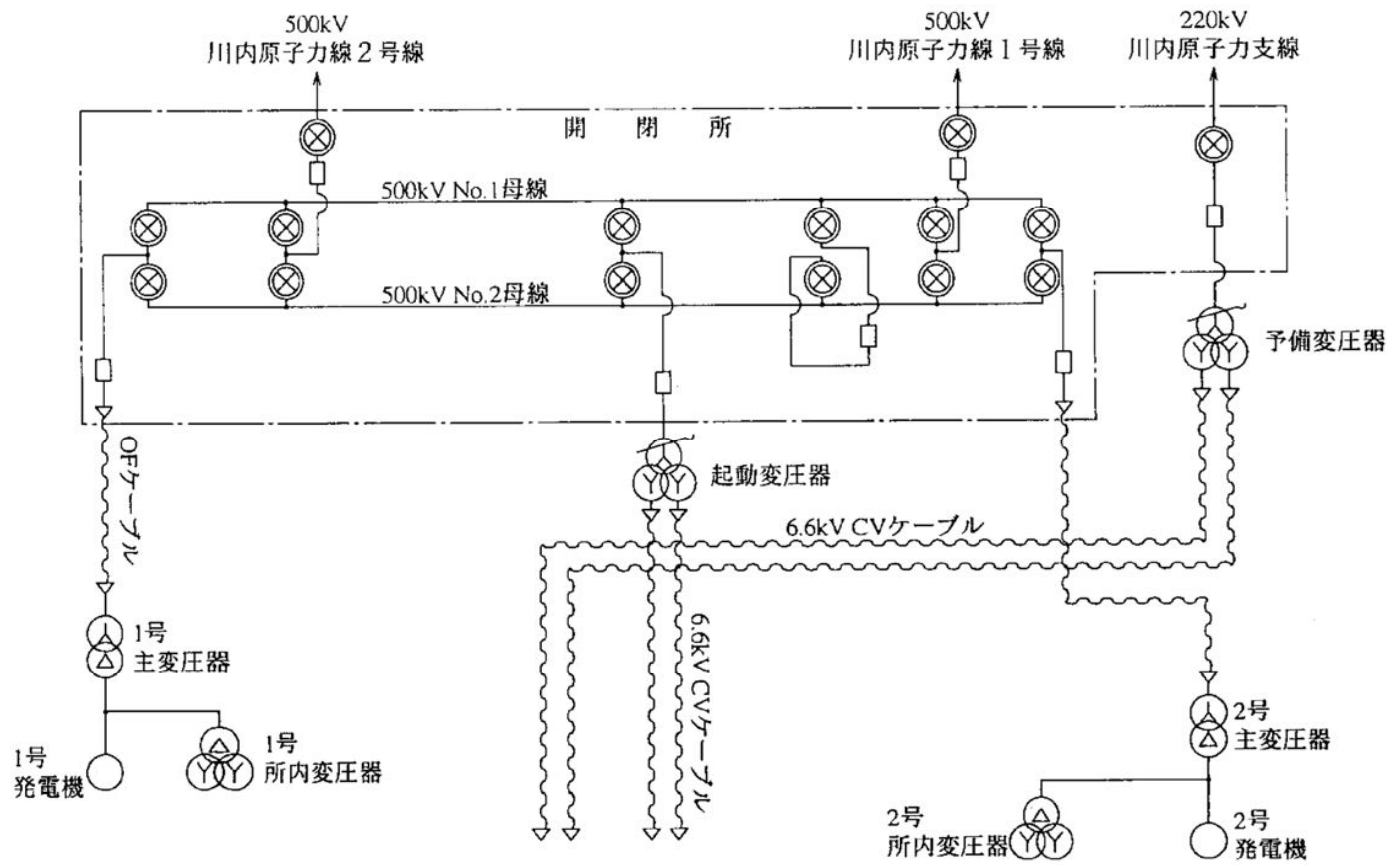 500kV
川内原子力線2号線
500kV
川内原子力線1号線
220kV
川内原子力支線
開閉所
500kV No.1母線
500kV No.2母線
予備変圧器
起動変圧器
OFケーブル
6.6kV CVケーブル
6.6kV CVケーブル
1号
主変圧器
1号
発電機
1号
所内変圧器
2号
主変圧器
2号
所内変圧器
2号
発電機